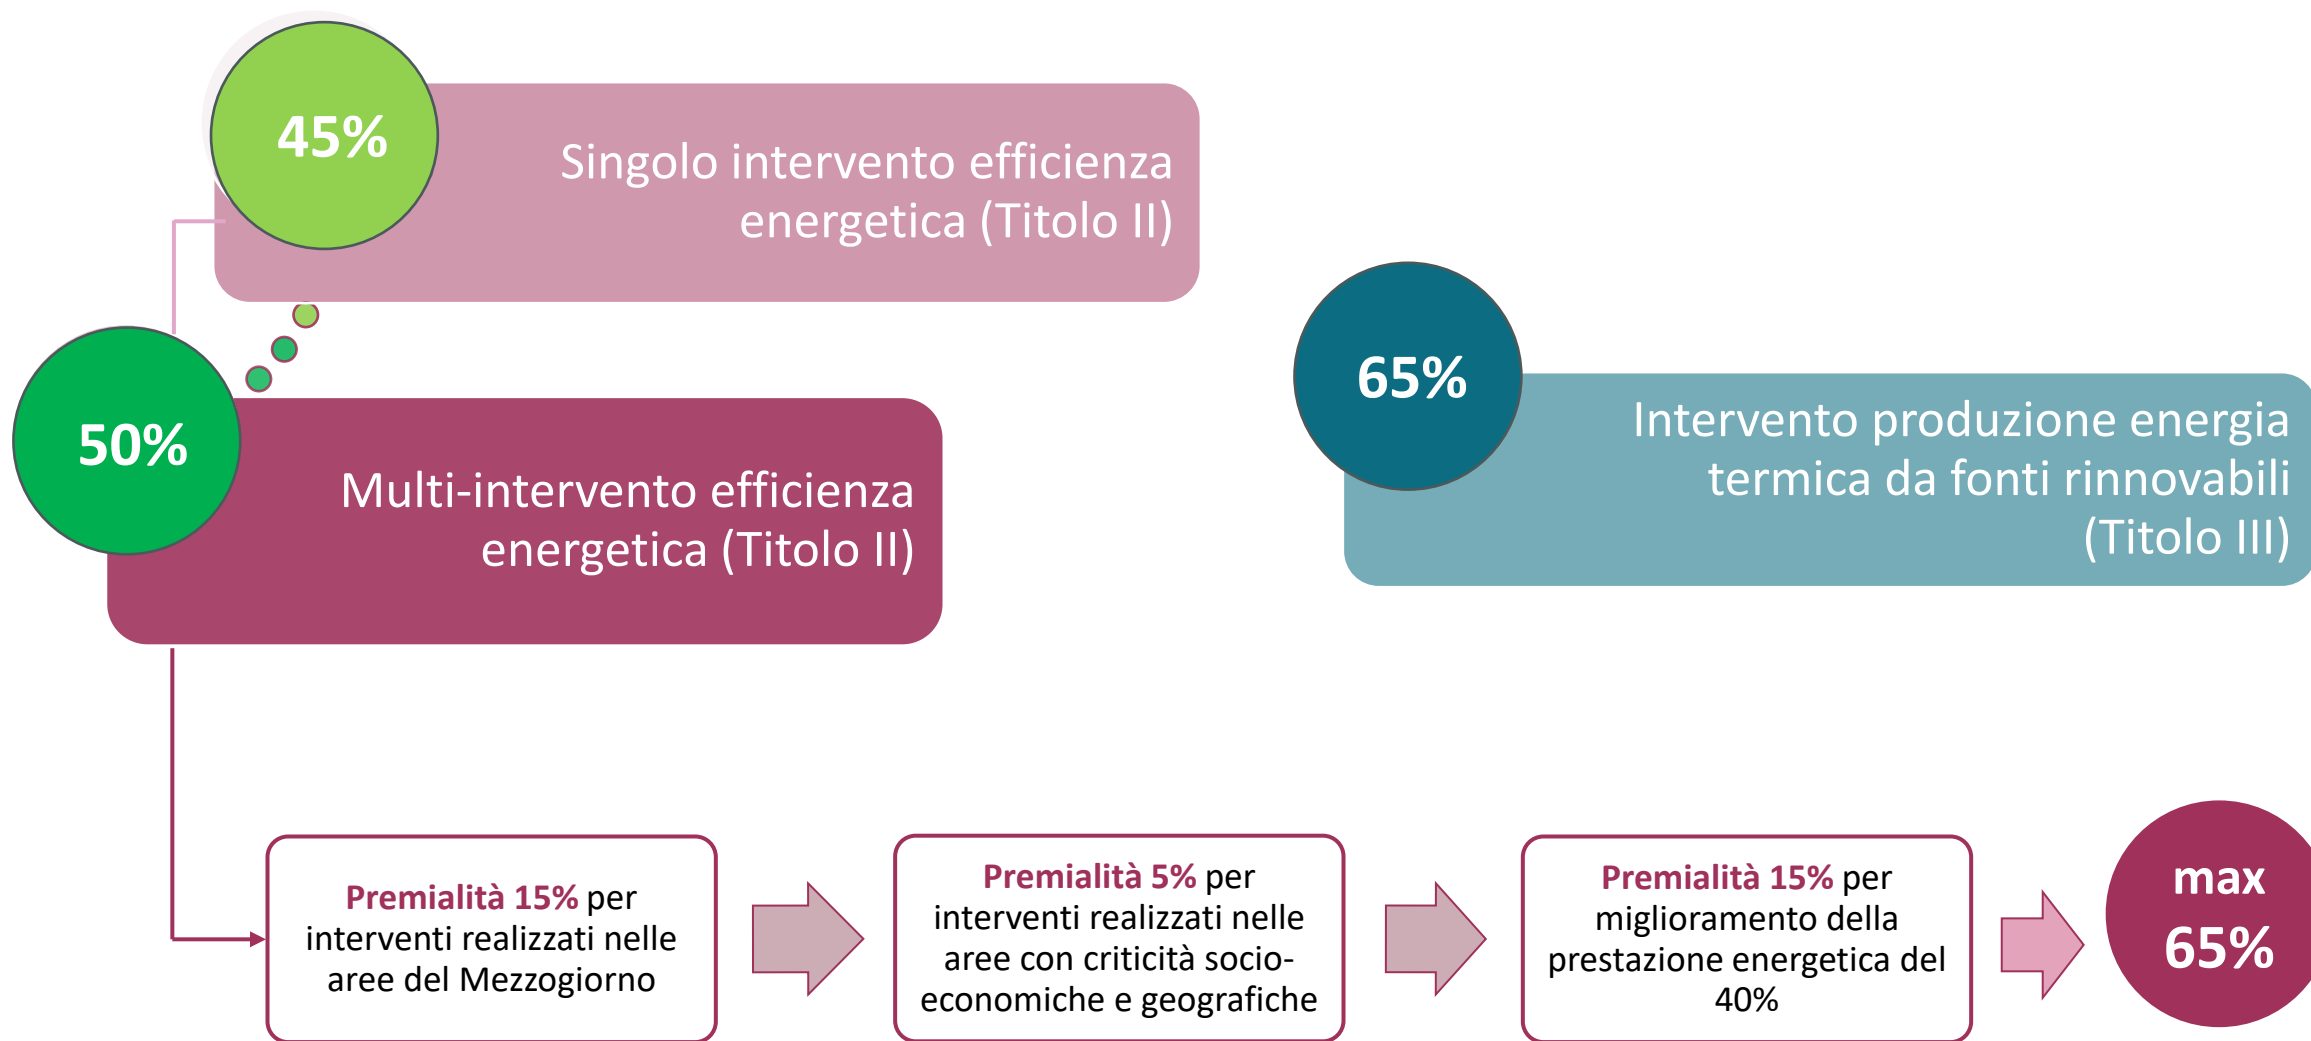 45%
Singolo intervento efficienza
energetica (Titolo II)
50%
Multi-intervento efficienza
energetica (Titolo II)
65%
Intervento produzione energia
termica da fonti rinnovabili
(Titolo III)
Premialità 15% per
interventi realizzati nelle
aree del Mezzogiorno
Premialità 5% per
interventi realizzati nelle
aree con criticità socio-
economiche e geografiche
Premialità 15% per
miglioramento della
prestazione energetica del
40%
max
65%